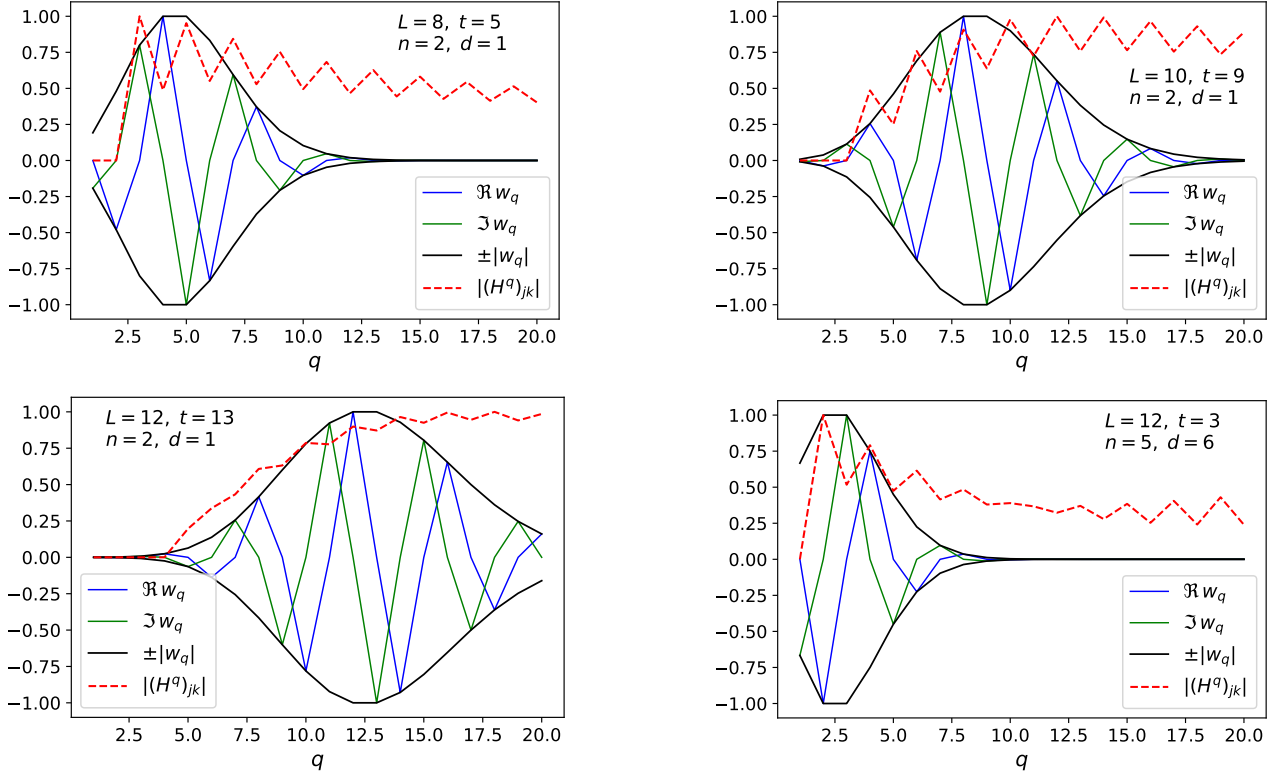 1.00
0.75
0.50
0.25
0.00
−0.25
−0.50
−0.75
−1.00
L = 8, t = 5
n = 2, d = 1
ℜ w_q
ℑ w_q
±|w_q|
|(H^q)_{jk}|
2.5 5.0 7.5 10.0 12.5 15.0 17.5 20.0
q
1.00
0.75
0.50
0.25
0.00
−0.25
−0.50
−0.75
−1.00
L = 10, t = 9
n = 2, d = 1
ℜ w_q
ℑ w_q
±|w_q|
|(H^q)_{jk}|
2.5 5.0 7.5 10.0 12.5 15.0 17.5 20.0
q
1.00
0.75
0.50
0.25
0.00
−0.25
−0.50
−0.75
−1.00
L = 12, t = 13
n = 2, d = 1
ℜ w_q
ℑ w_q
±|w_q|
|(H^q)_{jk}|
2.5 5.0 7.5 10.0 12.5 15.0 17.5 20.0
q
1.00
0.75
0.50
0.25
0.00
−0.25
−0.50
−0.75
−1.00
L = 12, t = 3
n = 5, d = 6
ℜ w_q
ℑ w_q
±|w_q|
|(H^q)_{jk}|
2.5 5.0 7.5 10.0 12.5 15.0 17.5 20.0
q